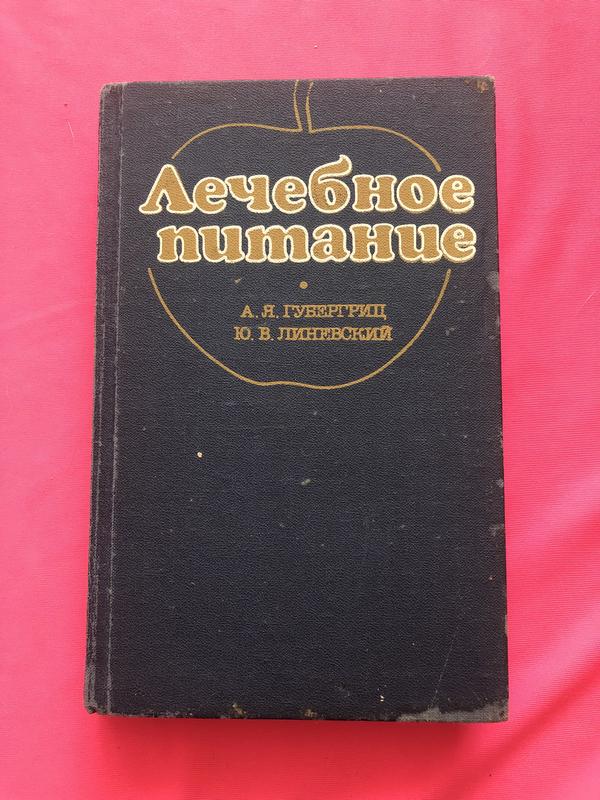 Лечебное
питание
А. Я. ГУБЕРГРИЦ
Ю. В. ЛИНЕВСКИЙ